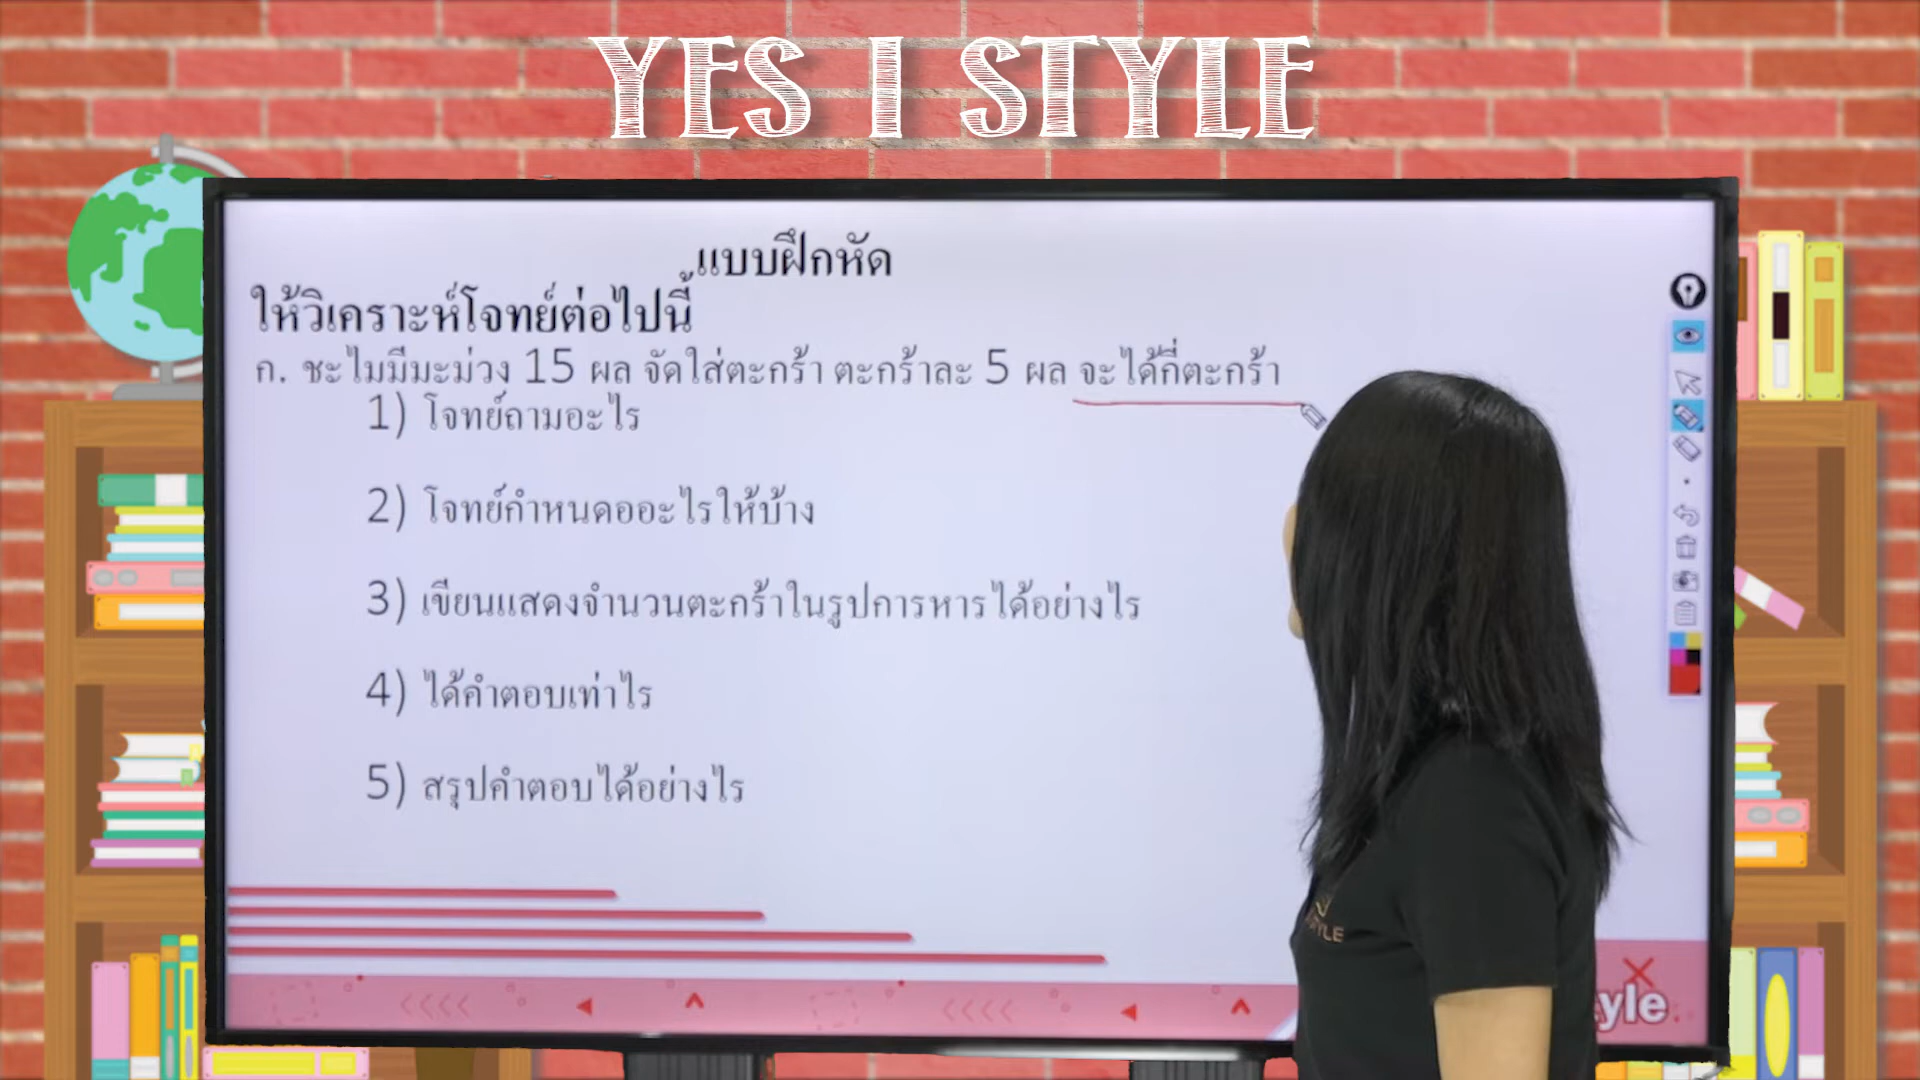 YES I STYLE
แบบฝึกหัด
ให้วิเคราะห์โจทย์ต่อไปนี้
ก. ชะไมมีมะม่วง 15 ผล จัดใส่ตะกร้า ตะกร้าละ 5 ผล จะได้กี่ตะกร้า
1) โจทย์ถามอะไร
2) โจทย์กำหนดออะไรให้บ้าง
3) เขียนแสดงจำนวนตะกร้าในรูปการหารได้อย่างไร
4) ได้คำตอบเท่าไร
5) สรุปคำตอบได้อย่างไร
yle